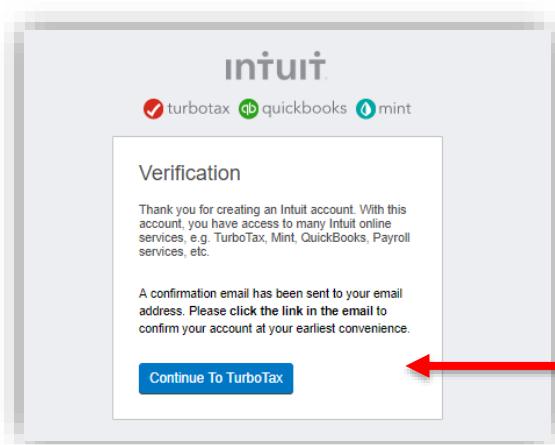 ıntuıt
turbotax qb quickbooks mint
Verification
Thank you for creating an Intuit account. With this
account, you have access to many Intuit online
services, e.g. TurboTax, Mint, QuickBooks, Payroll
services, etc.
A confirmation email has been sent to your email
address. Please click the link in the email to
confirm your account at your earliest convenience.
Continue To TurboTax